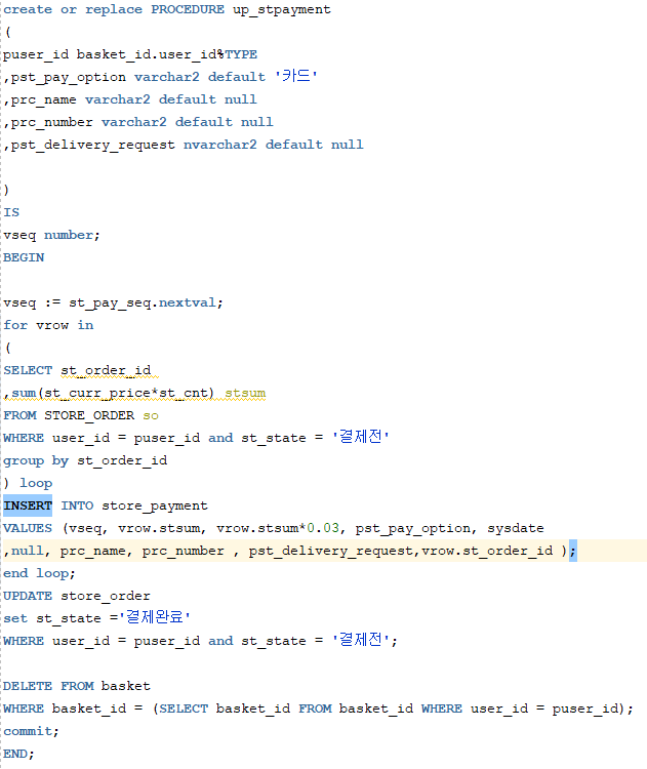 create or replace PROCEDURE up_stpayment
(
puser_id basket_id.user_id%TYPE
,pst_pay_option varchar2 default '카드'
,prc_name varchar2 default null
,prc_number varchar2 default null
,pst_delivery_request nvarchar2 default null
)
IS
vseq number;
BEGIN
vseq := st_pay_seq.nextval;
for vrow in
(
SELECT st_order_id
,sum(st_curr_price*st_cnt) stsum
FROM STORE_ORDER so
WHERE user_id = puser_id and st_state = '결제전'
group by st_order_id
) loop
INSERT INTO store_payment
VALUES (vseq, vrow.stsum, vrow.stsum*0.03, pst_pay_option, sysdate
,null, prc_name, prc_number , pst_delivery_request,vrow.st_order_id );
end loop;
UPDATE store_order
set st_state ='결제완료'
WHERE user_id = puser_id and st_state = '결제전';
DELETE FROM basket
WHERE basket_id = (SELECT basket_id FROM basket_id WHERE user_id = puser_id);
commit;
END;